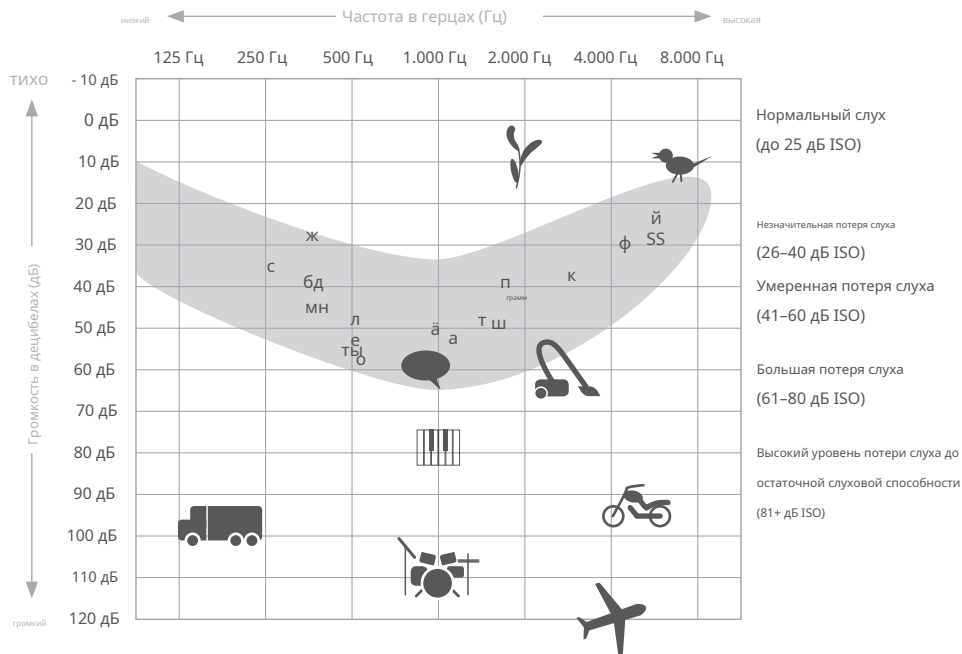 низкий
Частота в герцах (Гц)
высокая
125 Гц 250 Гц 500 Гц 1.000 Гц 2.000 Гц 4.000 Гц 8.000 Гц
тихо
- 10 дБ
0 дБ
10 дБ
20 дБ
30 дБ
40 дБ
50 дБ
60 дБ
70 дБ
80 дБ
90 дБ
100 дБ
110 дБ
120 дБ
Громкость в децибелах (дБ)
громкий
й
ж
ф SS
с
к
бд
п
грамм
мн
л
т ш
ä
е
а
ты
о
Нормальный слух
(до 25 дБ ISO)
Незначительная потеря слуха
(26–40 дБ ISO)
Умеренная потеря слуха
(41–60 дБ ISO)
Большая потеря слуха
(61–80 дБ ISO)
Высокий уровень потери слуха до
остаточной слуховой способности
(81+ дБ ISO)